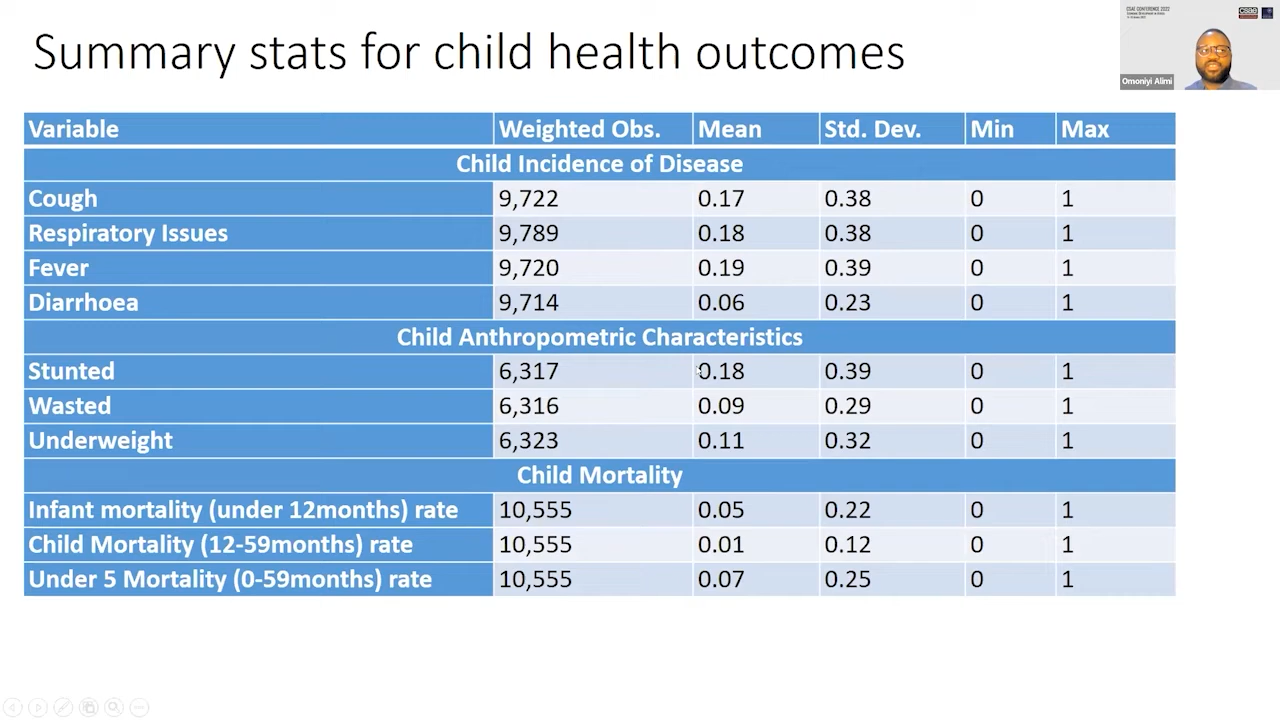 CSAE CONFERENCE 2022
csae
Omoniyi Alimi
Summary stats for child health outcomes
Variable Weighted Obs. Mean Std. Dev. Min Max
Child Incidence of Disease
Cough 9,722 0.17 0.38 0 1
Respiratory Issues 9,789 0.18 0.38 0 1
Fever 9,720 0.19 0.39 0 1
Diarrhoea 9,714 0.06 0.23 0 1
Child Anthropometric Characteristics
Stunted 6,317 0.18 0.39 0 1
Wasted 6,316 0.09 0.29 0 1
Underweight 6,323 0.11 0.32 0 1
Child Mortality
Infant mortality (under 12months) rate 10,555 0.05 0.22 0 1
Child Mortality (12-59months) rate 10,555 0.01 0.12 0 1
Under 5 Mortality (0-59months) rate 10,555 0.07 0.25 0 1